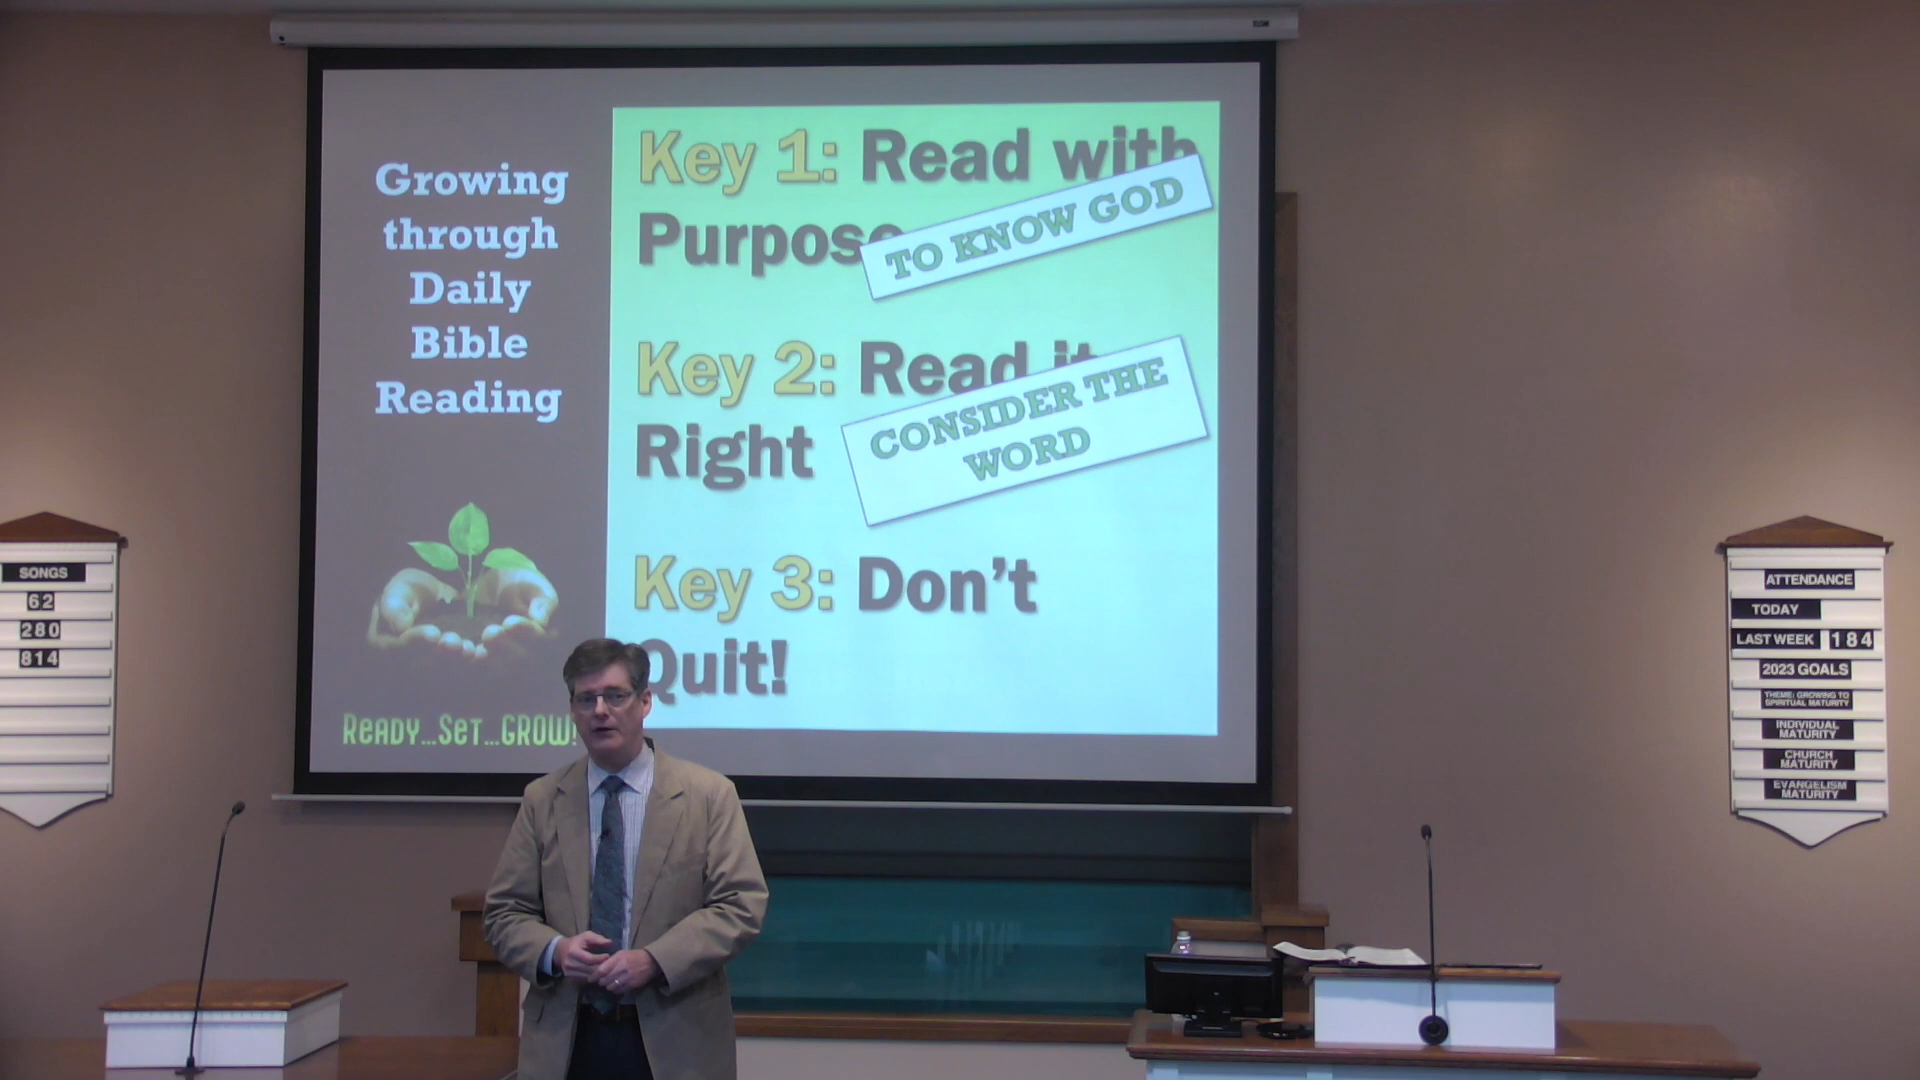 Growing
through
Daily
Bible
Reading
READY...SET...GROW!
Key 1: Read with
Purpose
TO KNOW GOD
Key 2: Read it
Right
CONSIDER THE
WORD
Key 3: Don't
Quit!
SONGS
62
280
814
ATTENDANCE
TODAY
LAST WEEK 184
2023 GOALS
THEME: GROWING TO
SPIRITUAL MATURITY
INDIVIDUAL
MATURITY
CHURCH
MATURITY
EVANGELISM
MATURITY